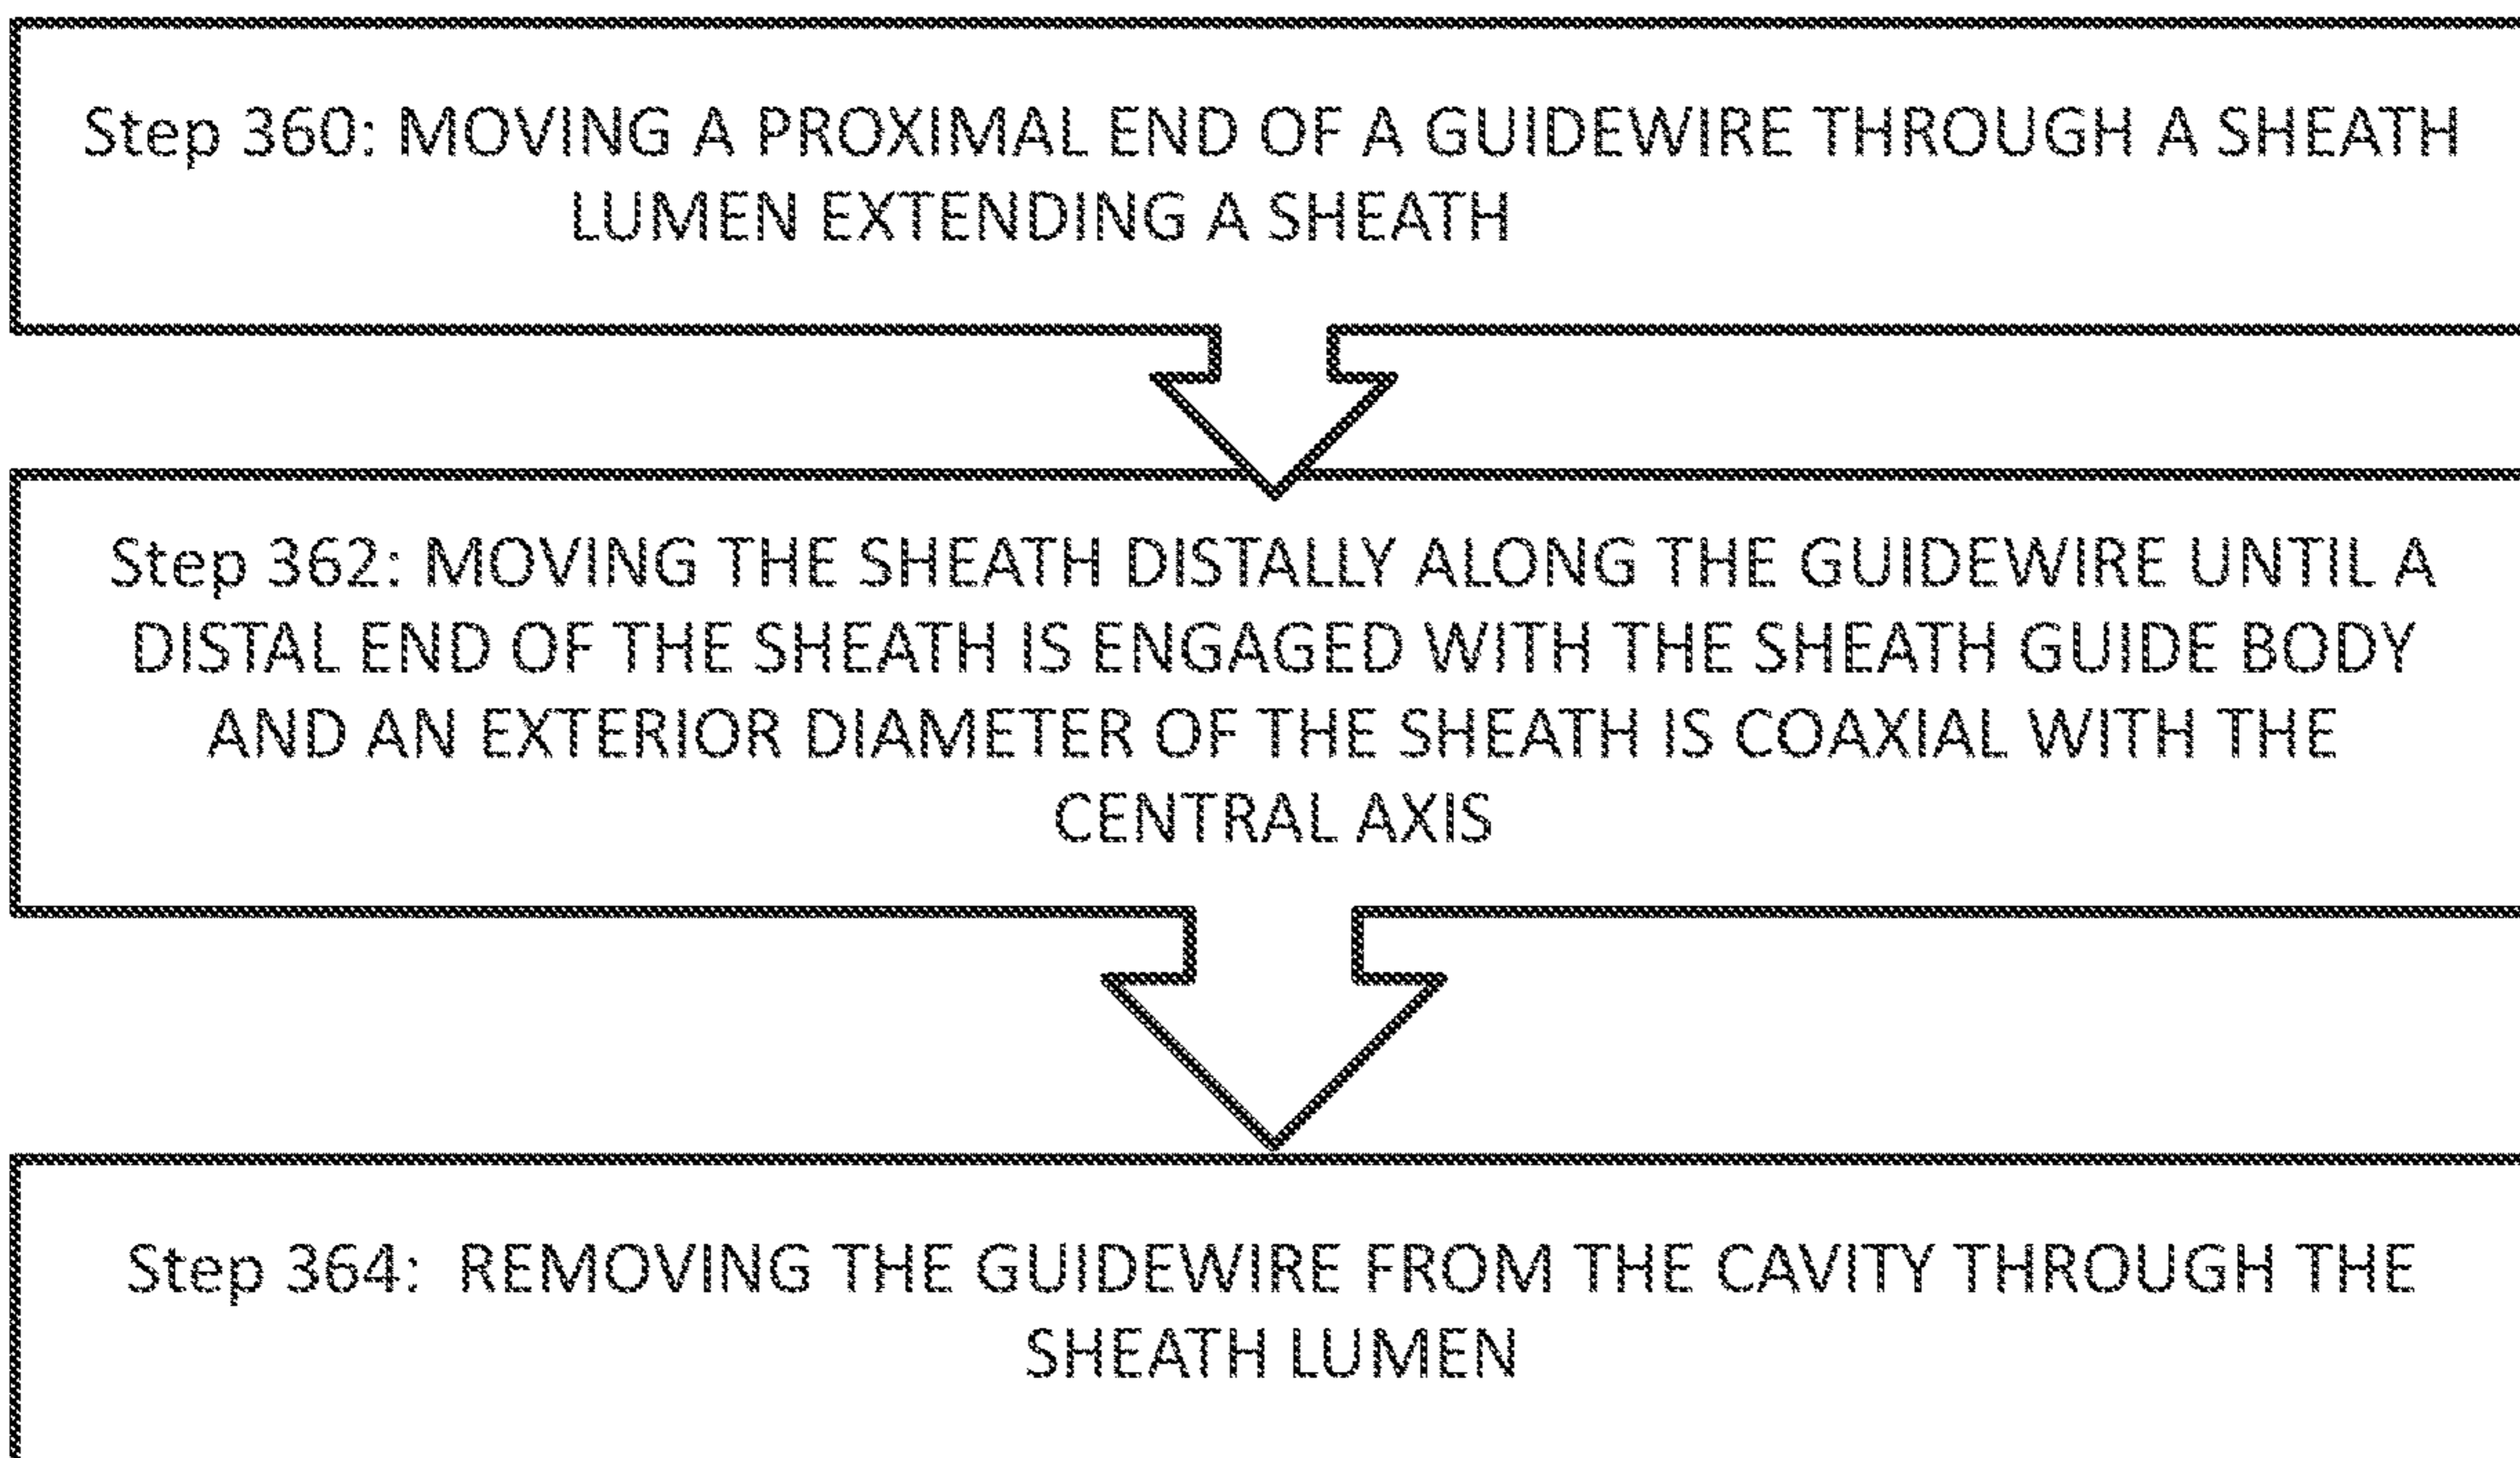 Step 360: MOVING A PROXIMAL END OF A GUIDEWIRE THROUGH A SHEATH
LUMEN EXTENDING A SHEATH
Step 362: MOVING THE SHEATH DISTALLY ALONG THE GUIDEWIRE UNTIL A
DISTAL END OF THE SHEATH IS ENGAGED WITH THE SHEATH GUIDE BODY
AND AN EXTERIOR DIAMETER OF THE SHEATH IS COAXIAL WITH THE
CENTRAL AXIS
Step 364: REMOVING THE GUIDEWIRE FROM THE CAVITY THROUGH THE
SHEATH LUMEN